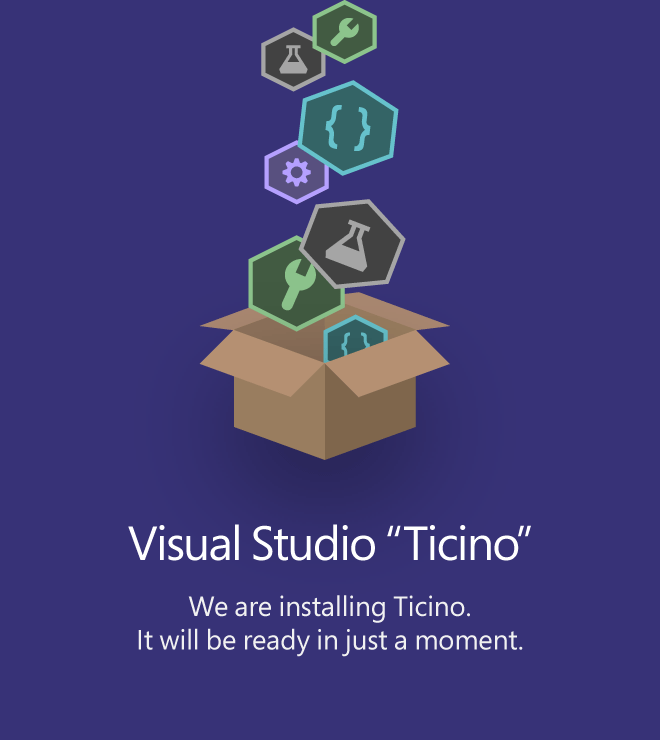 { }
{ }
Visual Studio “Ticino”
We are installing Ticino.
It will be ready in just a moment.